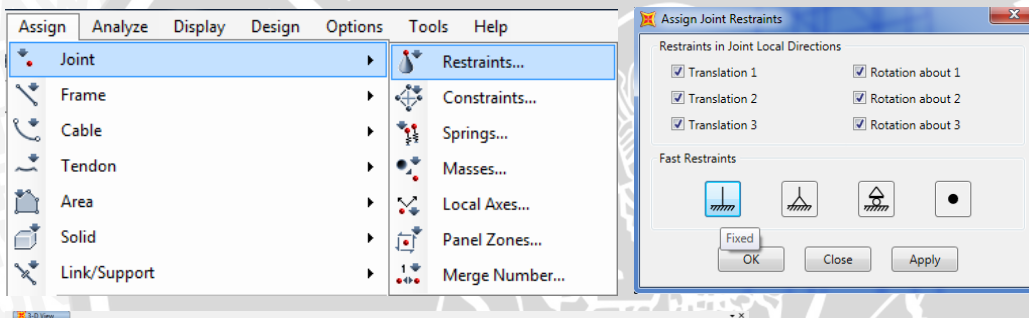 Assign Analyze Display Design Options Tools Help
Joint
Frame
Cable
Tendon
Area
Solid
Link/Support
Restraints...
Constraints...
Springs...
Masses...
Local Axes...
Panel Zones...
Merge Number...
Assign Joint Restraints
Restraints in Joint Local Directions
Translation 1 Rotation about 1
Translation 2 Rotation about 2
Translation 3 Rotation about 3
Fast Restraints
Fixed
OK Close Apply
3-D View